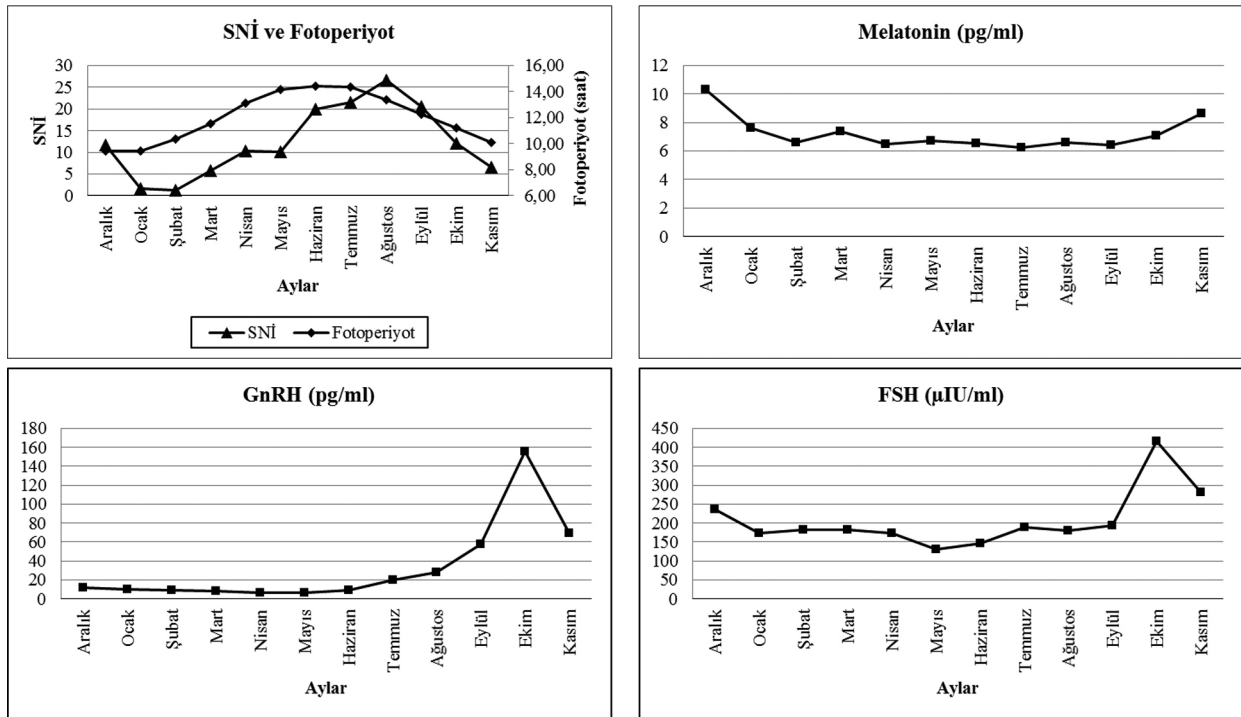 SNİ ve Fotoperiyot
30
25
20
15
10
5
0
SNİ
16,00
14,00
12,00
10,00
8,00
6,00
Fotoperiyot (saat)
Aralık
Ocak
Şubat
Mart
Nisan
Mayıs
Haziran
Temmuz
Ağustos
Eylül
Ekim
Kasım
Aylar
SNİ
Fotoperiyot
Melatonin (pg/ml)
12
10
8
6
4
2
0
Aralık
Ocak
Şubat
Mart
Nisan
Mayıs
Haziran
Temmuz
Ağustos
Eylül
Ekim
Kasım
Aylar
GnRH (pg/ml)
180
160
140
120
100
80
60
40
20
0
Aralık
Ocak
Şubat
Mart
Nisan
Mayıs
Haziran
Temmuz
Ağustos
Eylül
Ekim
Kasım
Aylar
FSH (µIU/ml)
450
400
350
300
250
200
150
100
50
0
Aralık
Ocak
Şubat
Mart
Nisan
Mayıs
Haziran
Temmuz
Ağustos
Eylül
Ekim
Kasım
Aylar